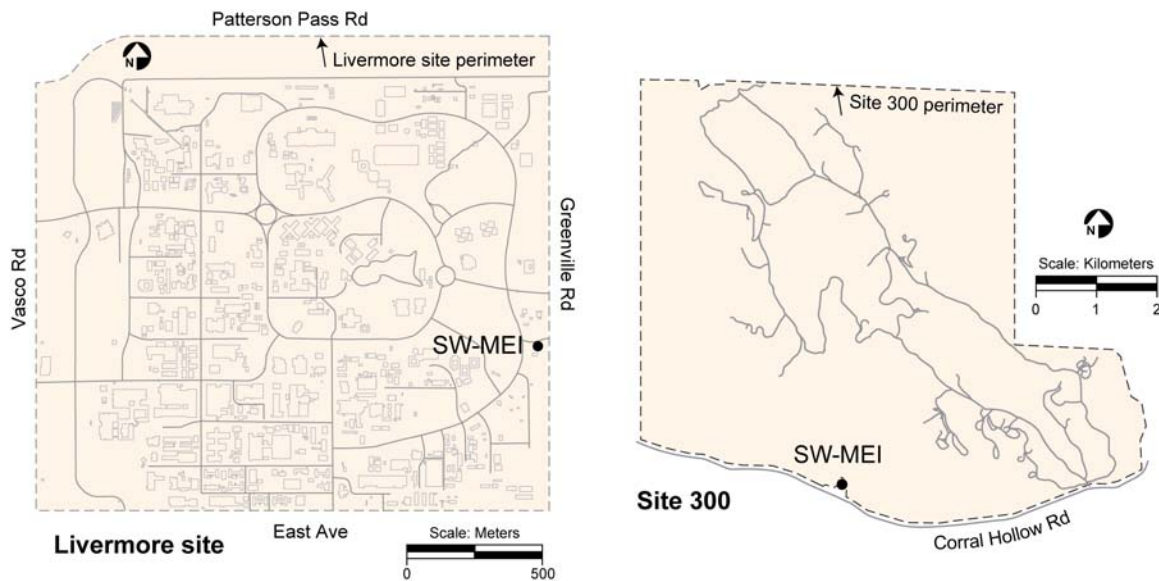 Patterson Pass Rd
N
Livermore site perimeter
Vasco Rd
Greenville Rd
SW-MEI
East Ave
Livermore site
Scale: Meters
0 500
Site 300 perimeter
N
Scale: Kilometers
0 1 2
SW-MEI
Site 300
Corral Hollow Rd